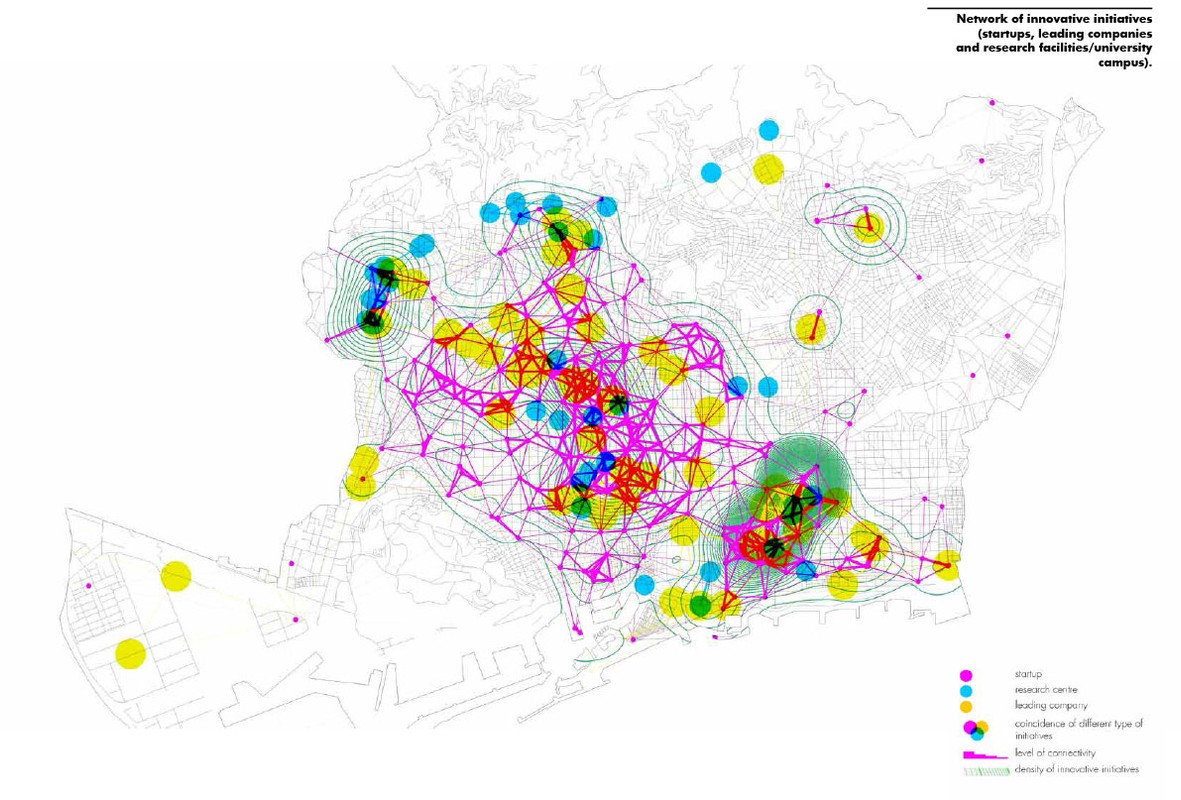 Network of innovative initiatives
(startups, leading companies
and research facilities/university
campus).
startup
research centre
leading company
coincidence of different type of
initiatives
level of connectivity
density of innovative initiatives